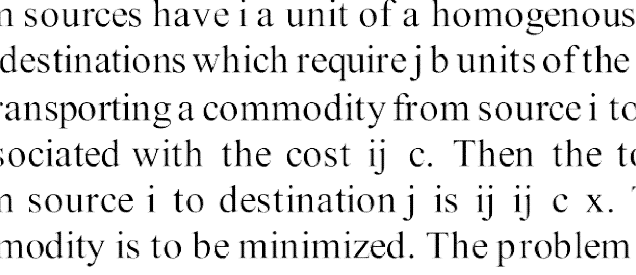 n sources have i a unit of a homogenous
destinations which require j b units of the
ransporting a commodity from source i to
sociated with the cost ij c. Then the to
n source i to destination j is ij ij c x.
modity is to be minimized. The problem